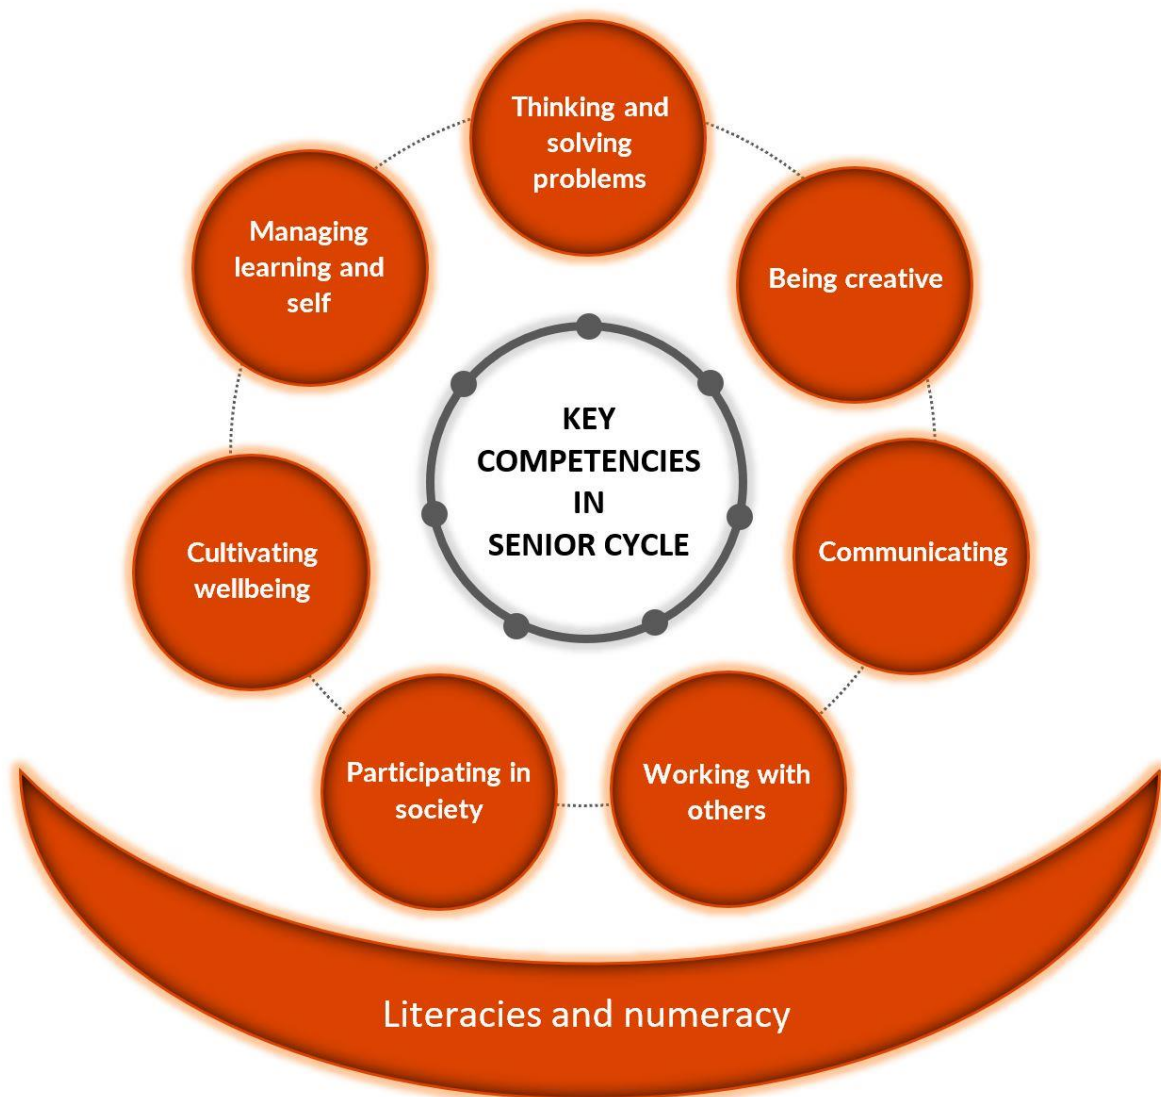 Thinking and
solving
problems
Managing
learning and
self
Being creative
KEY
COMPETENCIES
IN
SENIOR CYCLE
Cultivating
wellbeing
Communicating
Participating in
society
Working with
others
Literacies and numeracy